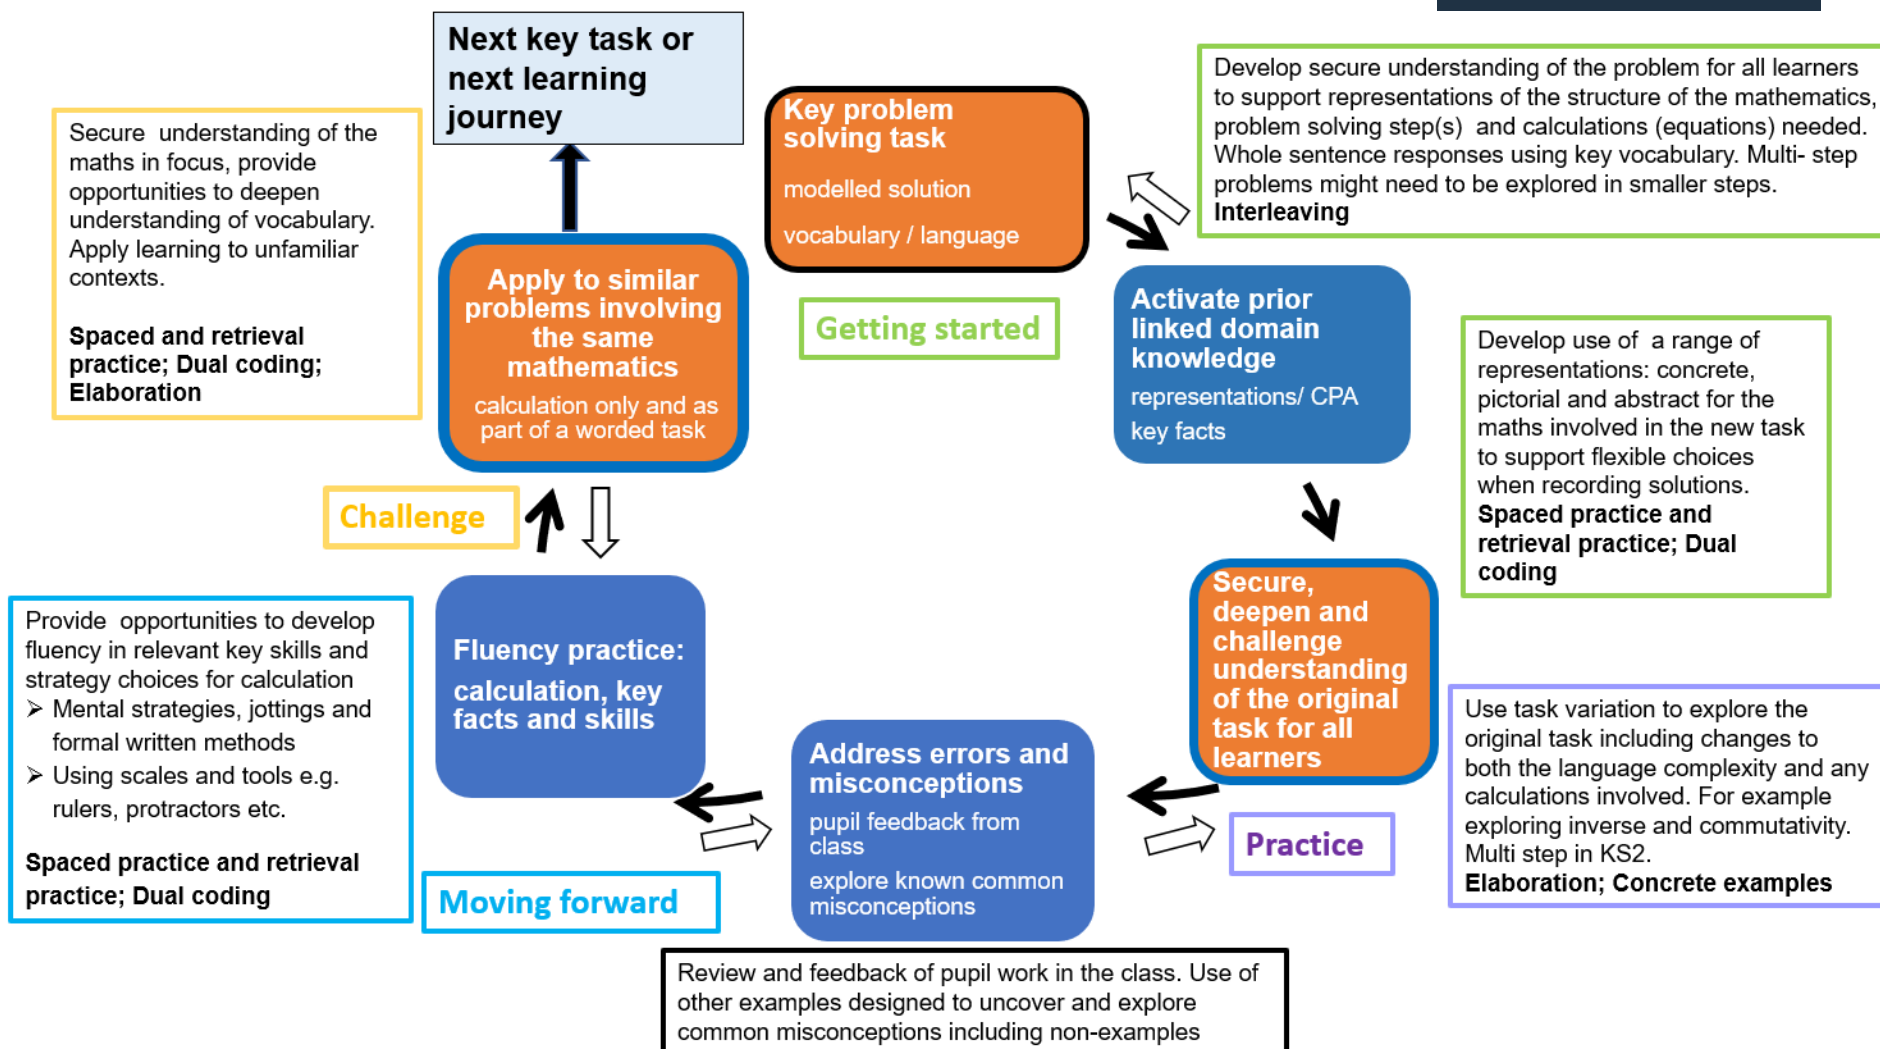 Next key task or
next learning
journey
Key problem
solving task
modelled solution
vocabulary / language
Develop secure understanding of the problem for all learners
to support representations of the structure of the mathematics,
problem solving step(s) and calculations (equations) needed.
Whole sentence responses using key vocabulary. Multi- step
problems might need to be explored in smaller steps.
Interleaving
Secure understanding of the
maths in focus, provide
opportunities to deepen
understanding of vocabulary.
Apply learning to unfamiliar
contexts.
Spaced and retrieval
practice; Dual coding;
Elaboration
Apply to similar
problems involving
the same
mathematics
calculation only and as
part of a worded task
Getting started
Activate prior
linked domain
knowledge
representations/ CPA
key facts
Develop use of a range of
representations: concrete,
pictorial and abstract for the
maths involved in the new task
to support flexible choices
when recording solutions.
Spaced practice and
retrieval practice; Dual
coding
Challenge
Secure,
deepen and
challenge
understanding
of the original
task for all
learners
Provide opportunities to develop
fluency in relevant key skills and
strategy choices for calculation
➢ Mental strategies, jottings and
formal written methods
➢ Using scales and tools e.g.
rulers, protractors etc.
Spaced practice and retrieval
practice; Dual coding
Fluency practice:
calculation, key
facts and skills
Address errors and
misconceptions
pupil feedback from
class
explore known common
misconceptions
Use task variation to explore the
original task including changes to
both the language complexity and any
calculations involved. For example
exploring inverse and commutativity.
Multi step in KS2.
Elaboration; Concrete examples
Practice
Moving forward
Review and feedback of pupil work in the class. Use of
other examples designed to uncover and explore
common misconceptions including non-examples